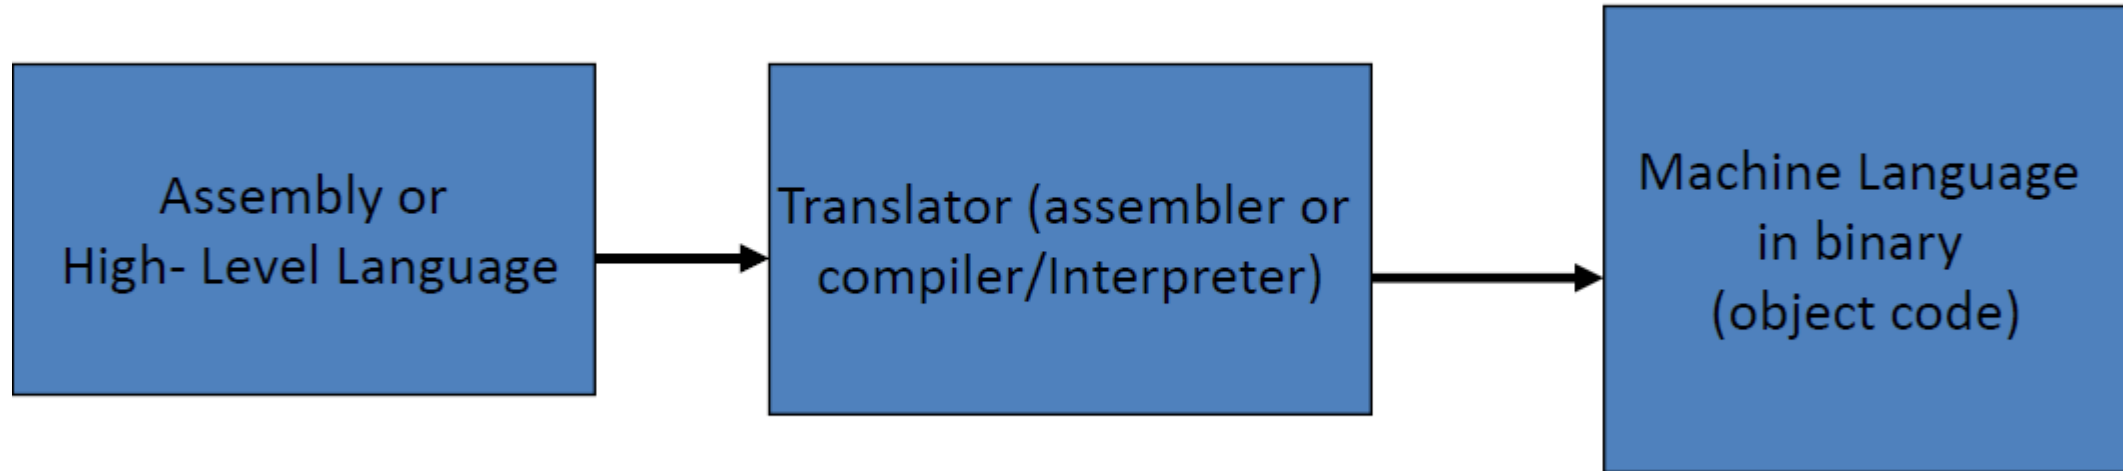 Assembly or
High- Level Language
Translator (assembler or
compiler/Interpreter)
Machine Language
in binary
(object code)